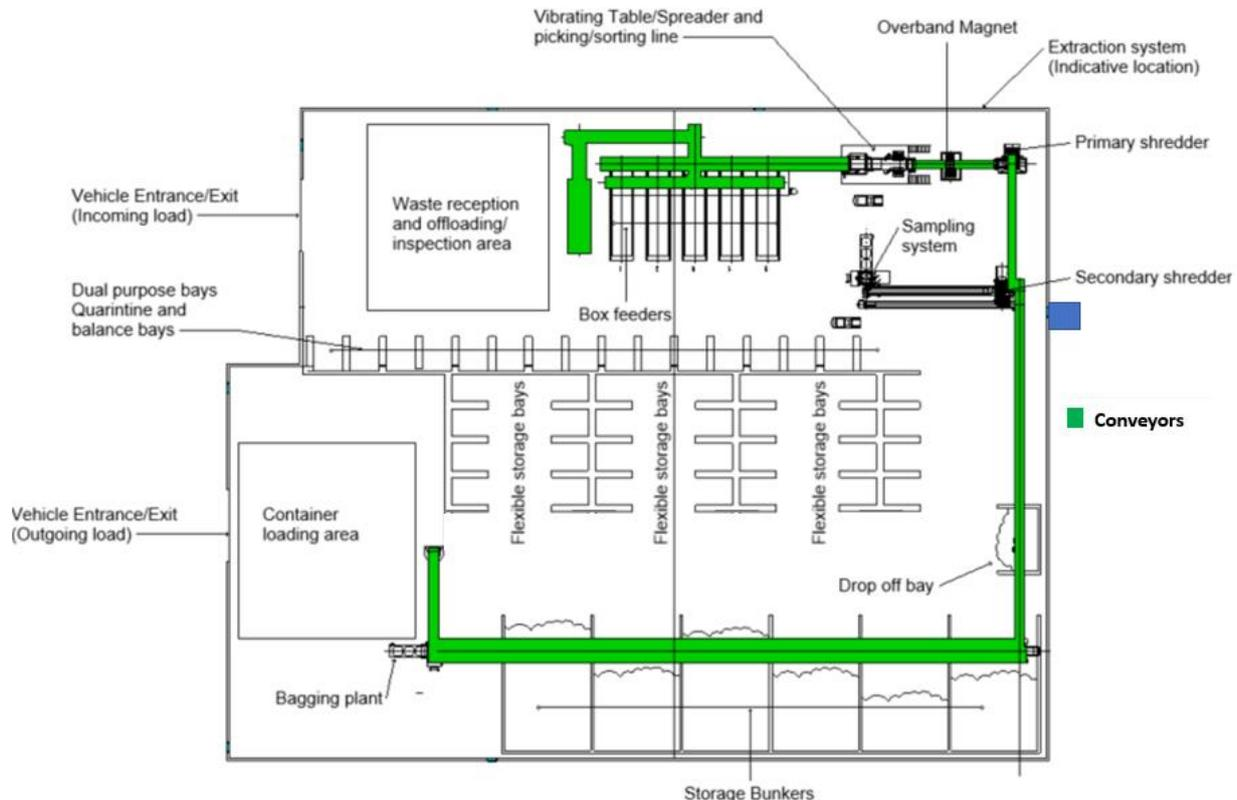 Vibrating Table/Spreader and
picking/sorting line
Overband Magnet
Extraction system
(Indicative location)
Primary shredder
Vehicle Entrance/Exit
(Incoming load)
Waste reception
and offloading/
inspection area
Sampling
system
Secondary shredder
Dual purpose bays
Quarintine and
balance bays
Box feeders
Flexible storage bays
Flexible storage bays
Flexible storage bays
Conveyors
Vehicle Entrance/Exit
(Outgoing load)
Container
loading area
Drop off bay
Bagging plant
Storage Bunkers